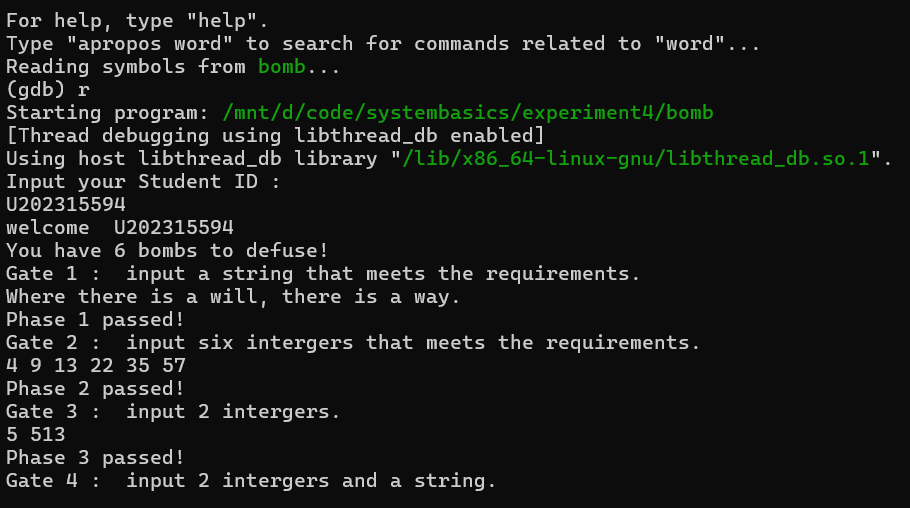 For help, type "help".
Type "apropos word" to search for commands related to "word"...
Reading symbols from bomb...
(gdb) r
Starting program: /mnt/d/code/systembasics/experiment4/bomb
[Thread debugging using libthread_db enabled]
Using host libthread_db library "/lib/x86_64-linux-gnu/libthread_db.so.1".
Input your Student ID :
U202315594
welcome  U202315594
You have 6 bombs to defuse!
Gate 1 :  input a string that meets the requirements.
Where there is a will, there is a way.
Phase 1 passed!
Gate 2 :  input six intergers that meets the requirements.
4 9 13 22 35 57
Phase 2 passed!
Gate 3 :  input 2 intergers.
5 513
Phase 3 passed!
Gate 4 :  input 2 intergers and a string.